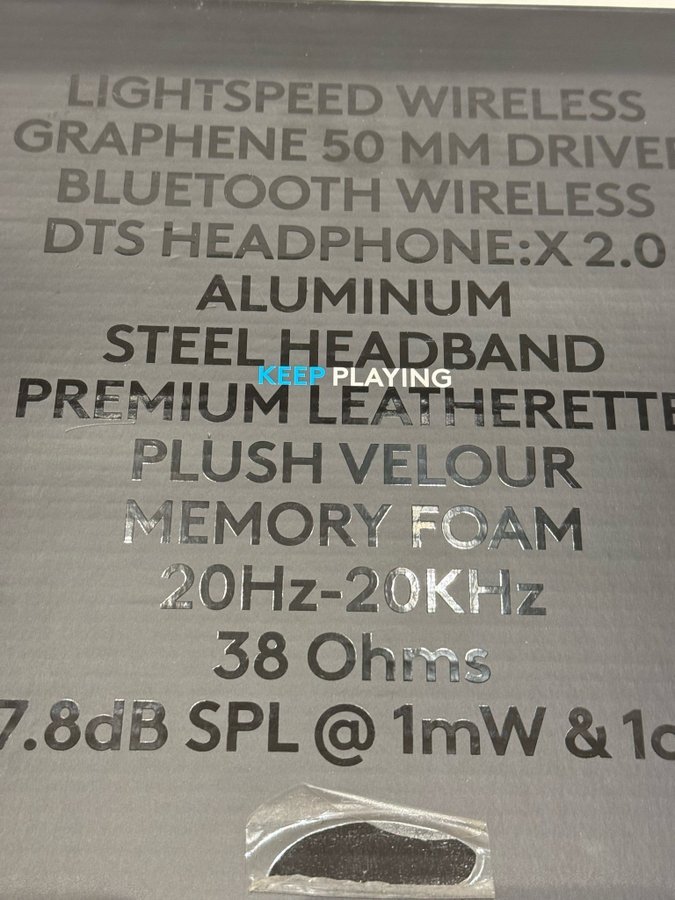 LIGHTSPEED WIRELESS
GRAPHENE 50 MM DRIVE
BLUETOOTH WIRELESS
DTS HEADPHONE:X 2.0
ALUMINUM
STEEL HEADBAND
KEEP PLAYING
PREMIUM LEATHERETTE
PLUSH VELOUR
MEMORY FOAM
20Hz-20KHz
38 Ohms
7.8dB SPL @ 1mW & 1c